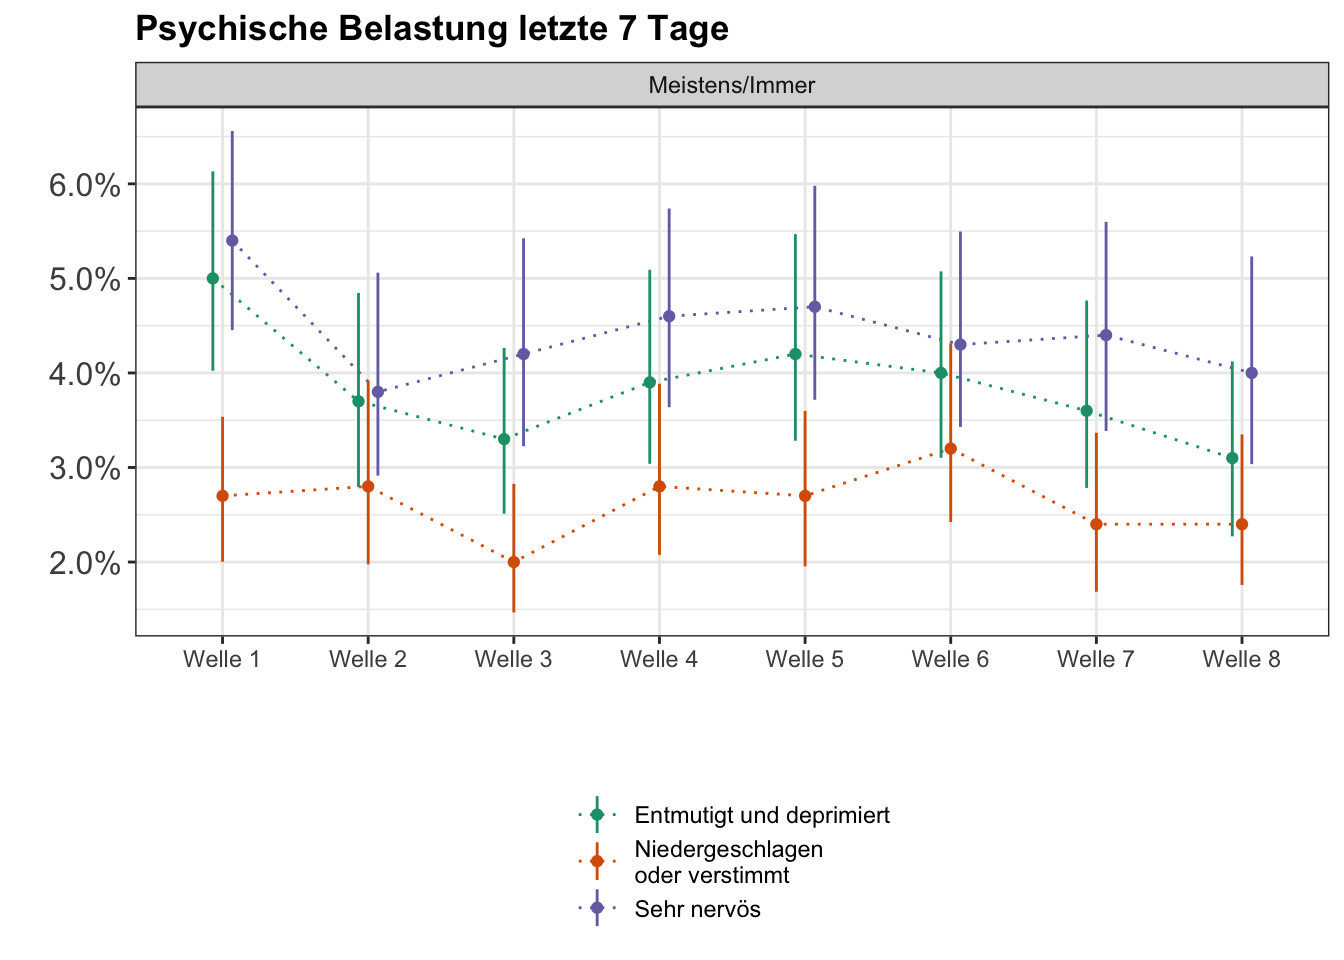 Psychische Belastung letzte 7 Tage
Meistens/Immer
6.0%
5.0%
4.0%
3.0%
2.0%
Welle 1 Welle 2 Welle 3 Welle 4 Welle 5 Welle 6 Welle 7 Welle 8
Entmutigt und deprimiert
Niedergeschlagen
oder verstimmt
Sehr nervös